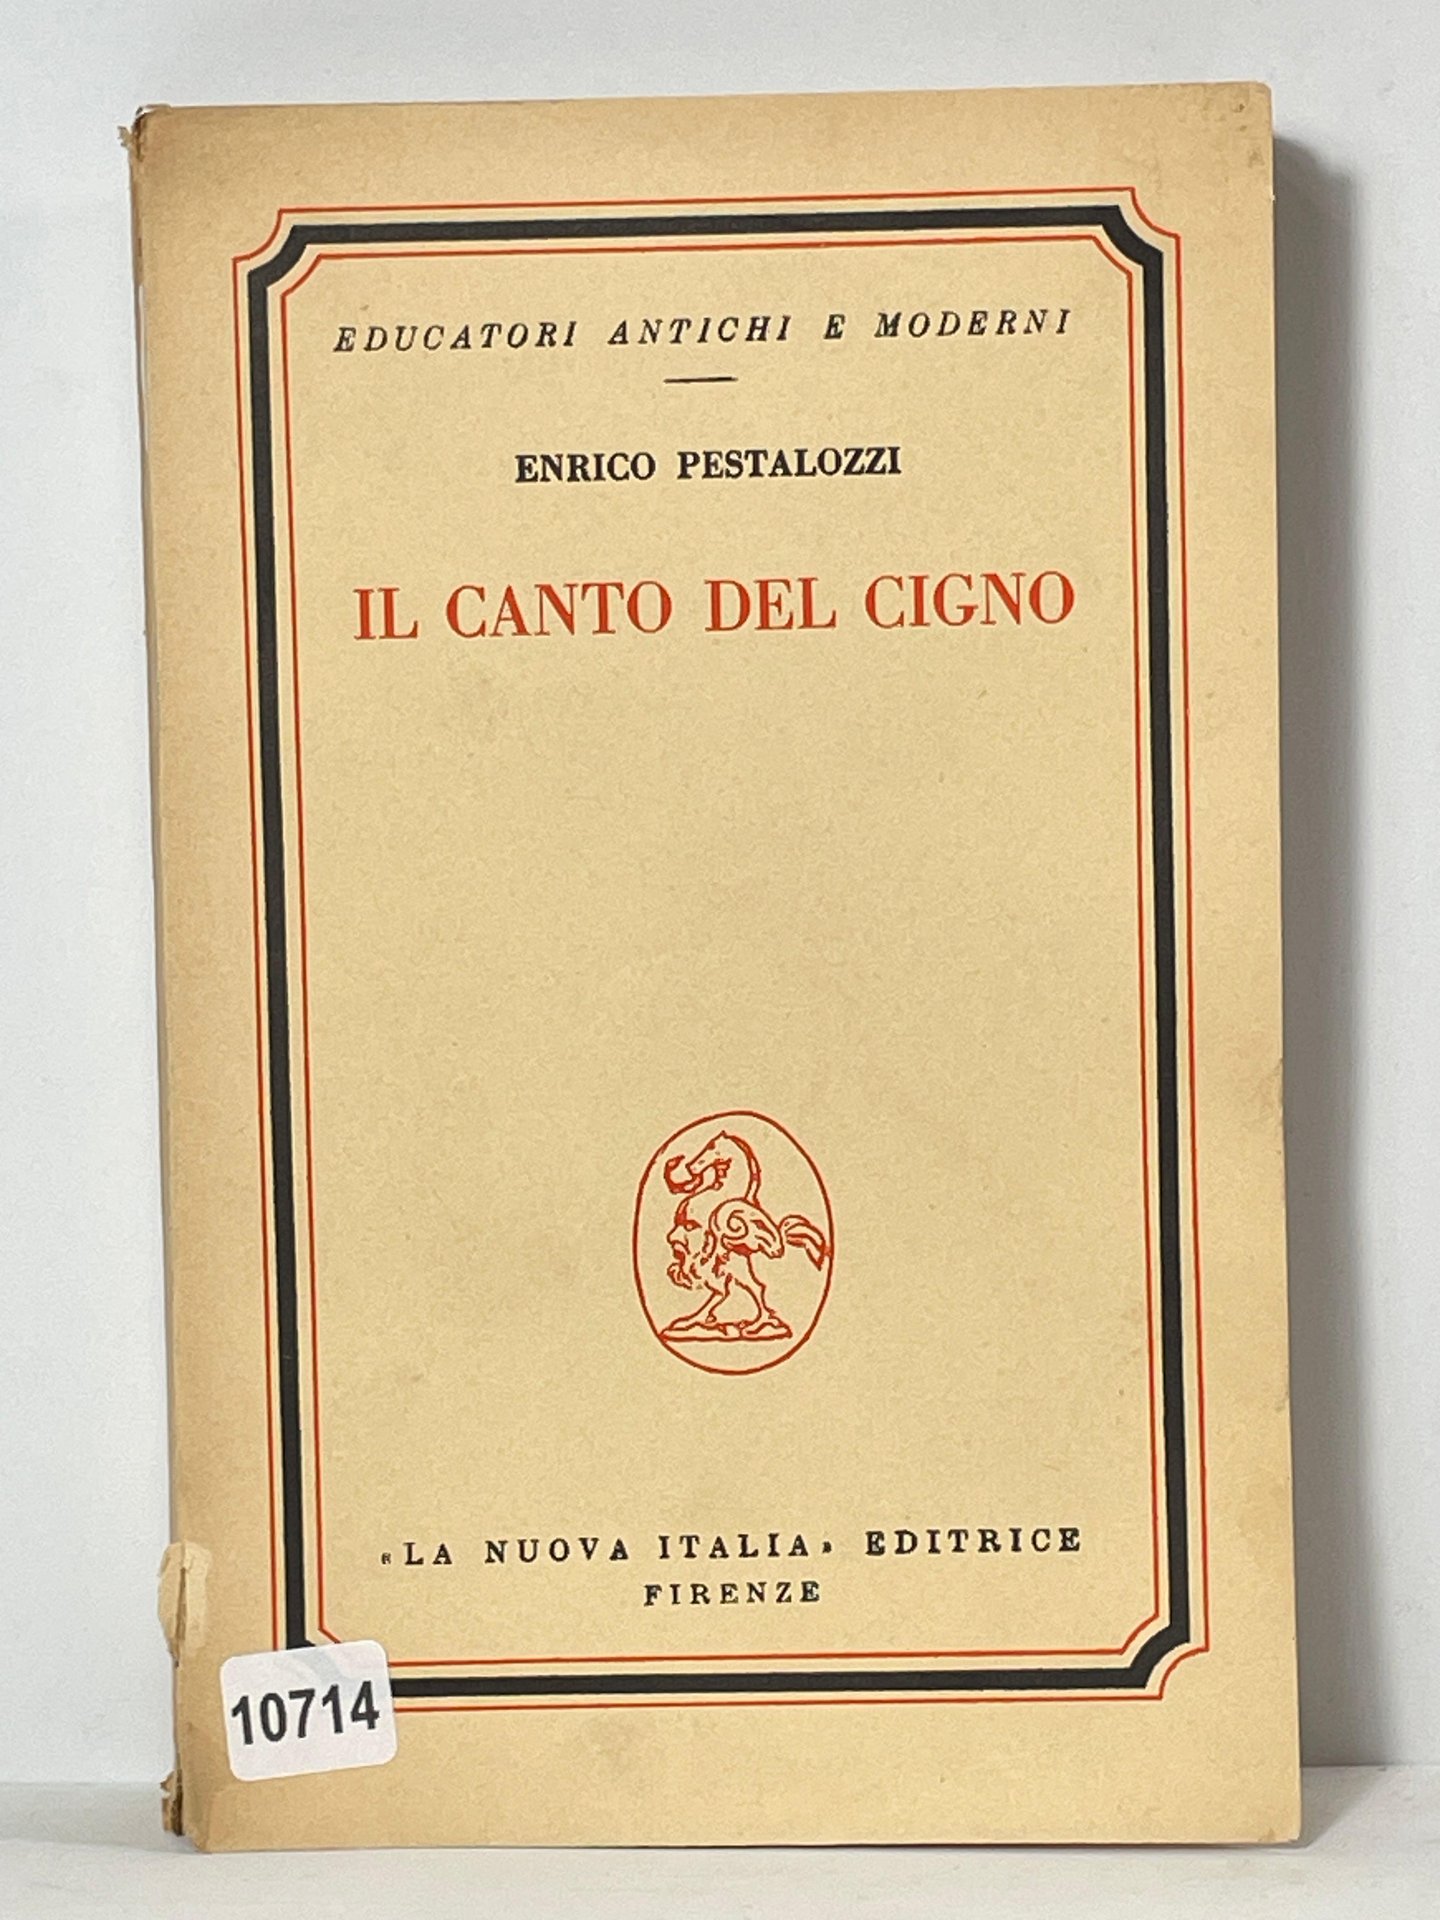 EDUCATORI ANTICHI E MODERNI
ENRICO PESTALOZZI
IL CANTO DEL CIGNO
«LA NUOVA ITALIA» EDITRICE
FIRENZE
10714